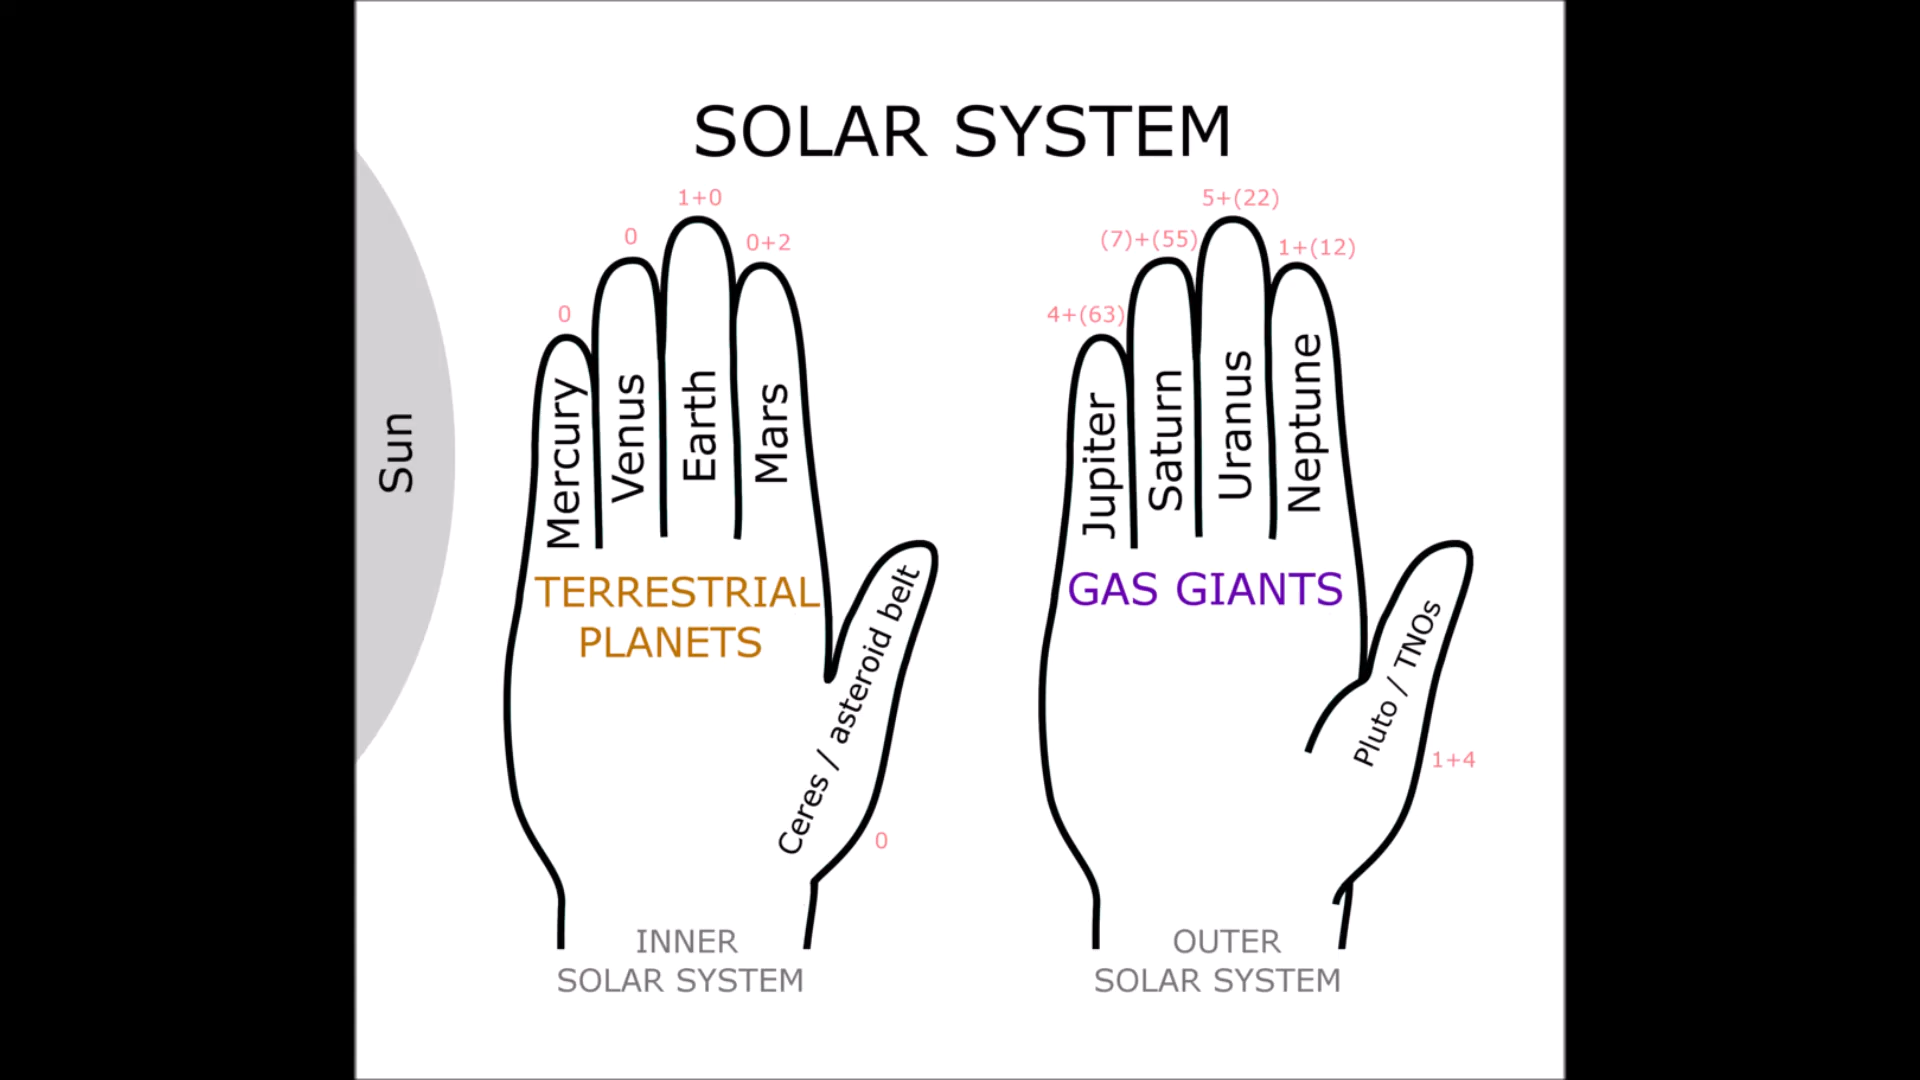 SOLAR SYSTEM
Sun
0
0
1+0
0+2
Mercury
Venus
Earth
Mars
TERRESTRIAL
PLANETS
Ceres / asteroid belt
0
INNER
SOLAR SYSTEM
4+(63)
(7)+(55)
5+(22)
1+(12)
Jupiter
Saturn
Uranus
Neptune
GAS GIANTS
Pluto / TNOs
1+4
OUTER
SOLAR SYSTEM